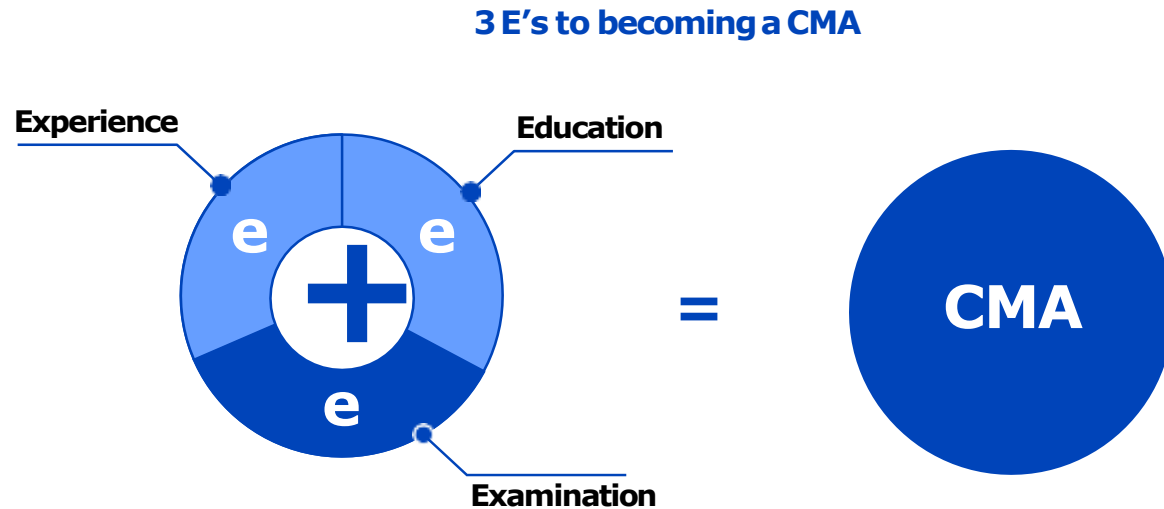 3 E’s to becoming a CMA
Experience
Education
e
e
+
=
CMA
e
Examination